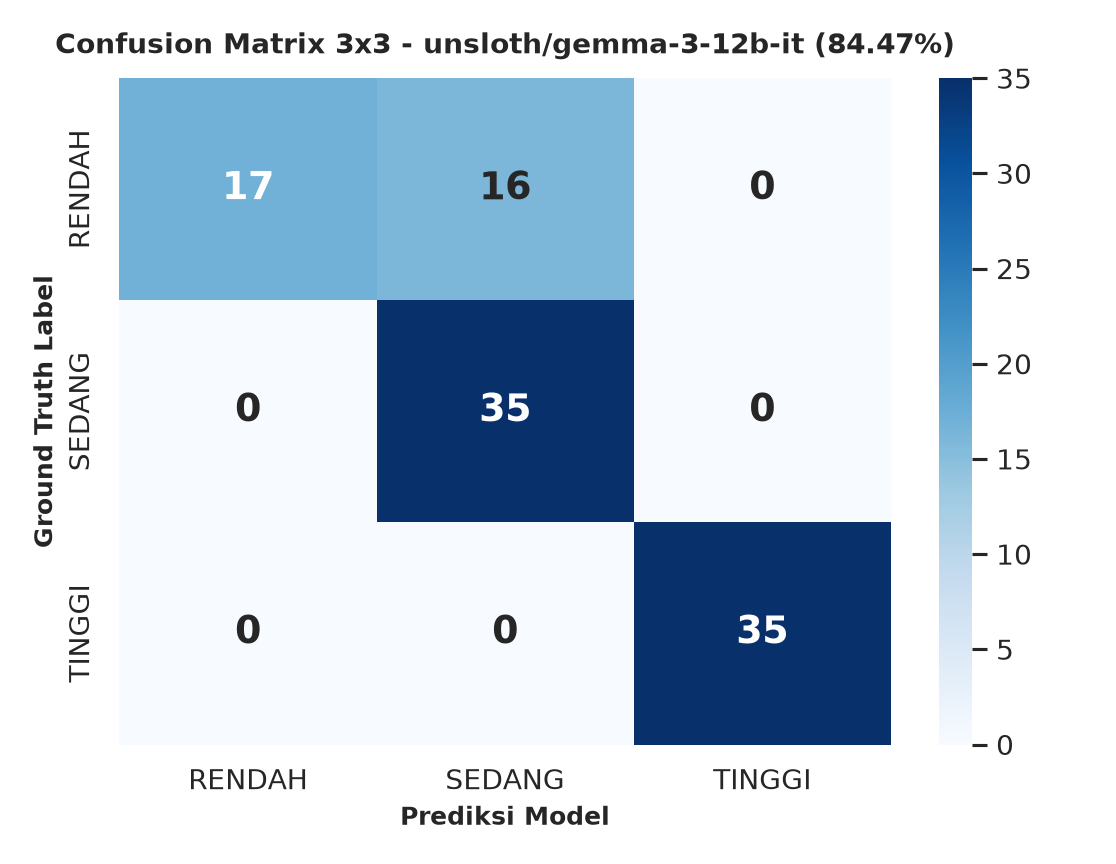 Confusion Matrix 3x3 - unsloth/gemma-3-12b-it (84.47%)
Ground Truth Label
RENDAH
17 16 0
SEDANG
0 35 0
TINGGI
0 0 35
RENDAH SEDANG TINGGI
Prediksi Model
35
30
25
20
15
10
5
0